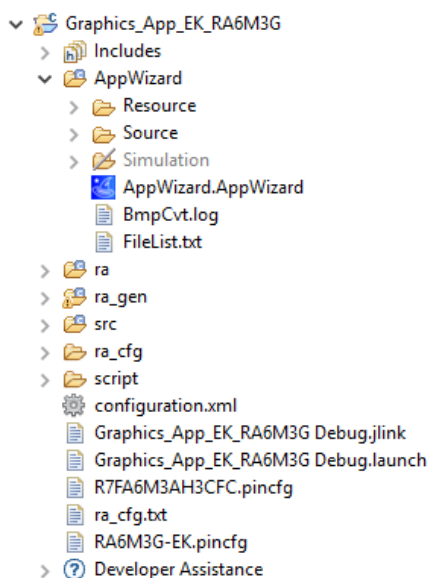 Graphics_App_EK_RA6M3G
Includes
AppWizard
Resource
Source
Simulation
AppWizard.AppWizard
BmpCvt.log
FileList.txt
ra
ra_gen
src
ra_cfg
script
configuration.xml
Graphics_App_EK_RA6M3G Debug.jlink
Graphics_App_EK_RA6M3G Debug.launch
R7FA6M3AH3CFC.pincfg
ra_cfg.txt
RA6M3G-EK.pincfg
Developer Assistance